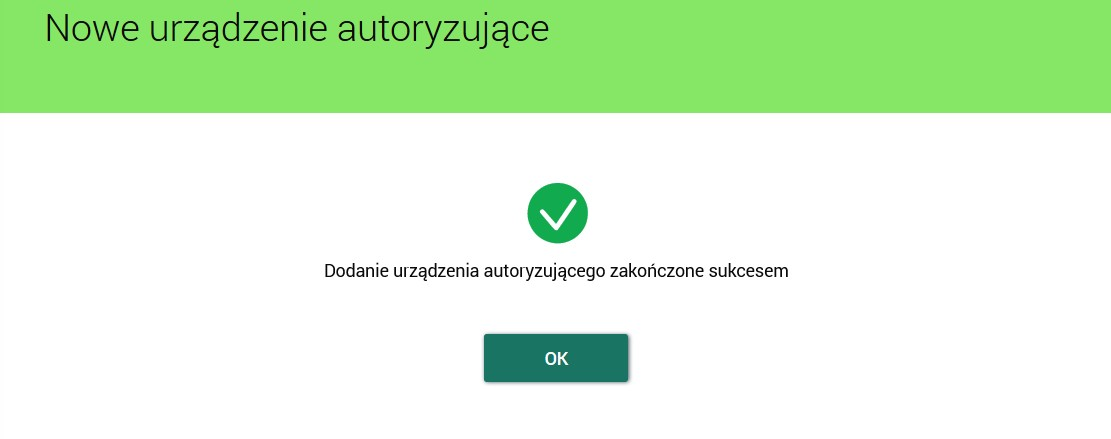 Nowe urządzenie autoryzujące
Dodanie urządzenia autoryzującego zakończone sukcesem
OK